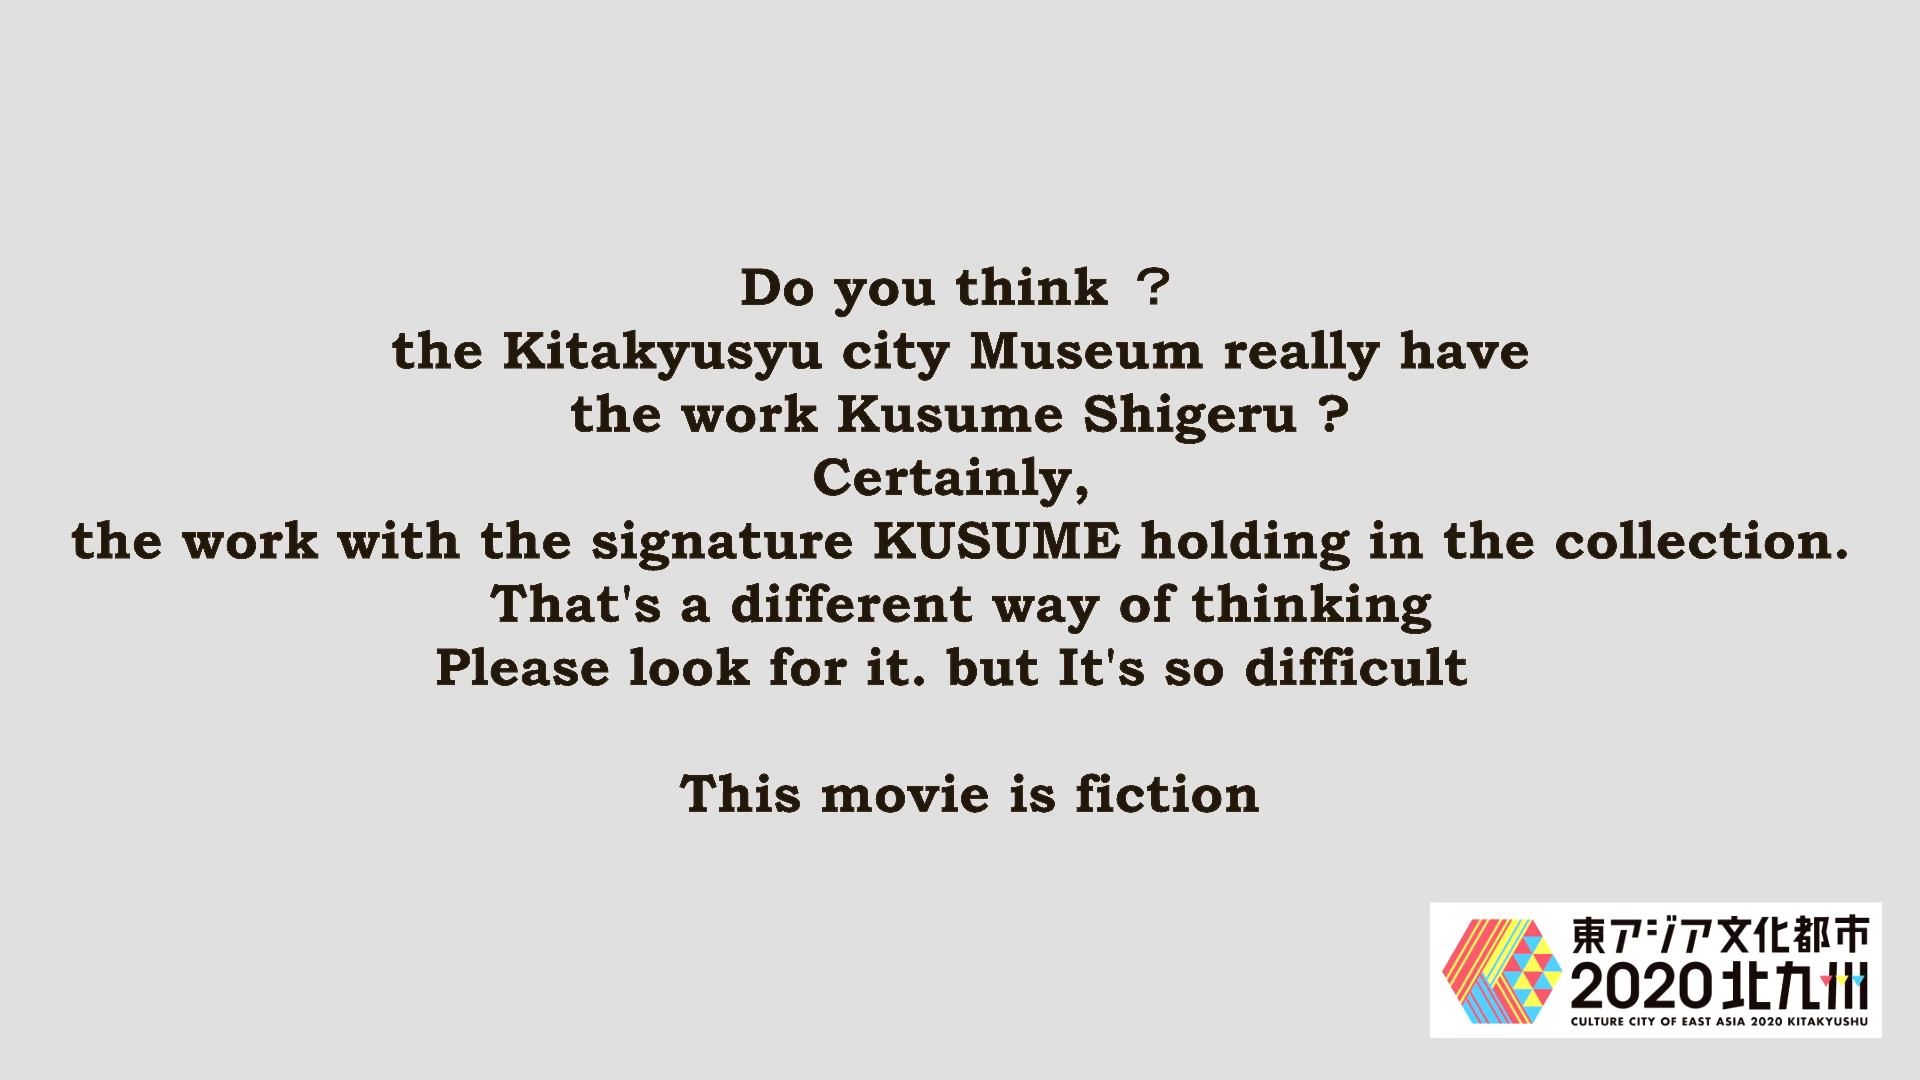 Do you think ？
the Kitakyusyu city Museum really have
the work Kusume Shigeru ?
Certainly,
the work with the signature KUSUME holding in the collection.
That's a different way of thinking
Please look for it. but It's so difficult
This movie is fiction
東アジア文化都市
2020北九州
CULTURE CITY OF EAST ASIA 2020 KITAKYUSHU